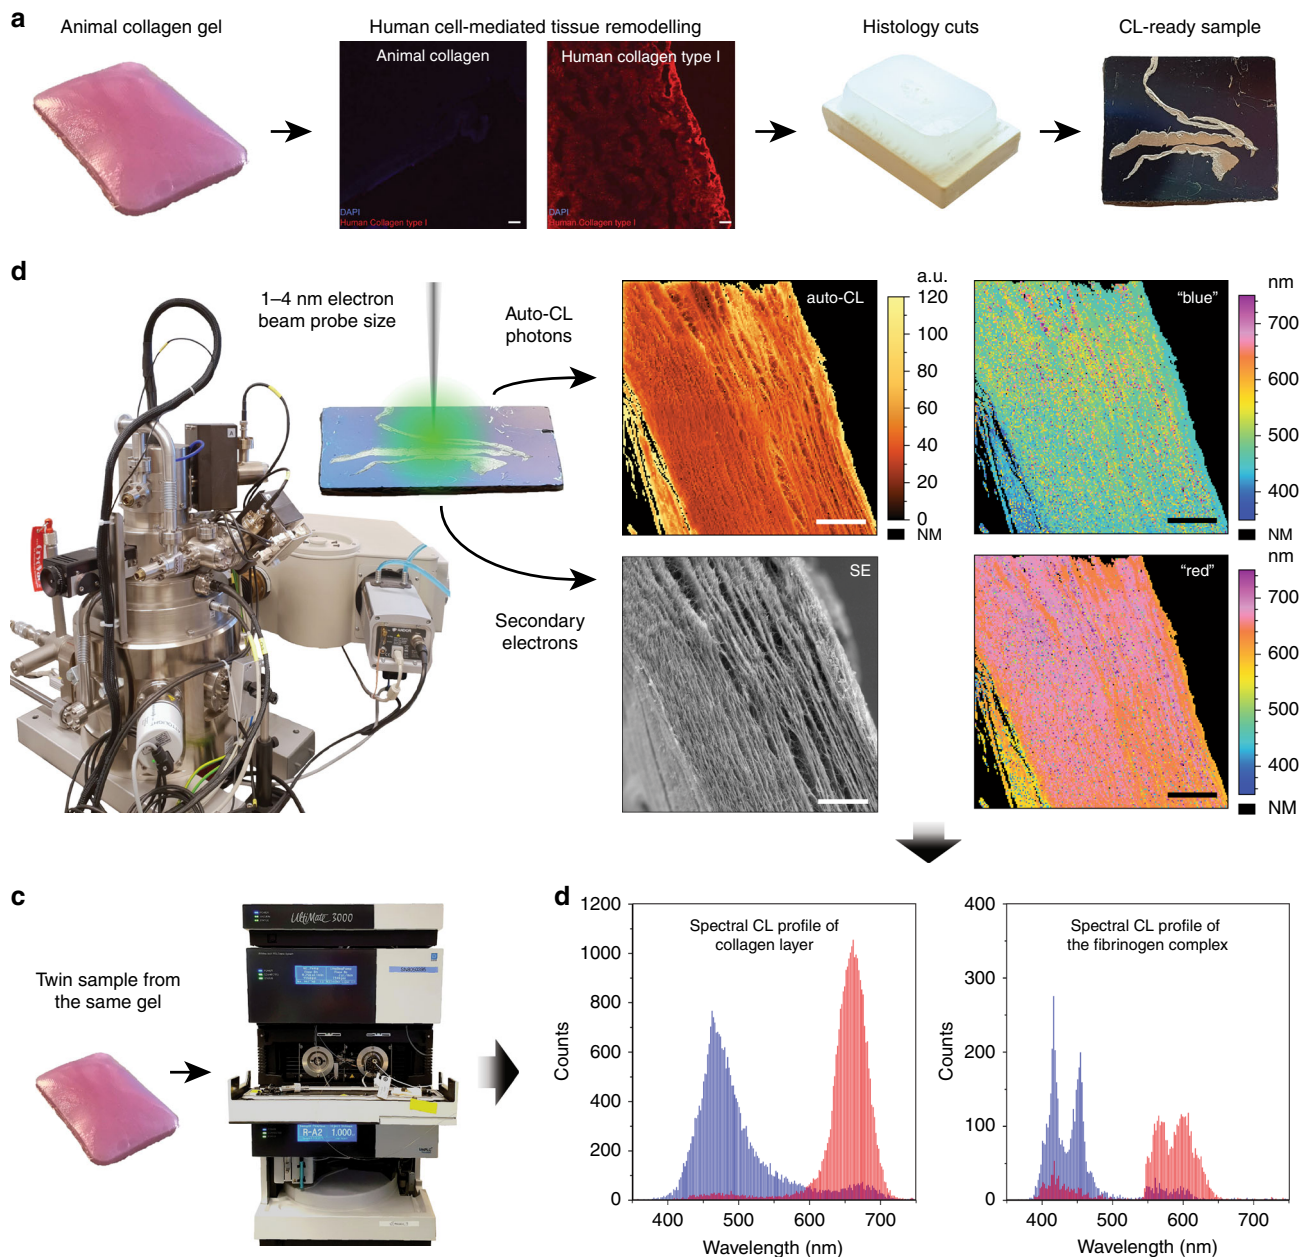 a
Animal collagen gel
Human cell-mediated tissue remodelling
Histology cuts
CL-ready sample
Animal collagen
Human collagen type I
DAPI
Human Collagen type I
DAPI
Human Collagen type I
d
1–4 nm electron
beam probe size
Auto-CL
photons
Secondary
electrons
auto-CL
a.u.
120
100
80
60
40
20
0
NM
"blue"
nm
700
600
500
400
NM
SE
"red"
nm
700
600
500
400
NM
c
Twin sample from
the same gel
UltiMate 3000
R-A2 1.000
d
Spectral CL profile of
collagen layer
Counts
1200
1000
800
600
400
200
0
400
500
600
700
Wavelength (nm)
Spectral CL profile of
the fibrinogen complex
Counts
400
350
300
250
200
150
100
50
0
400
500
600
700
Wavelength (nm)